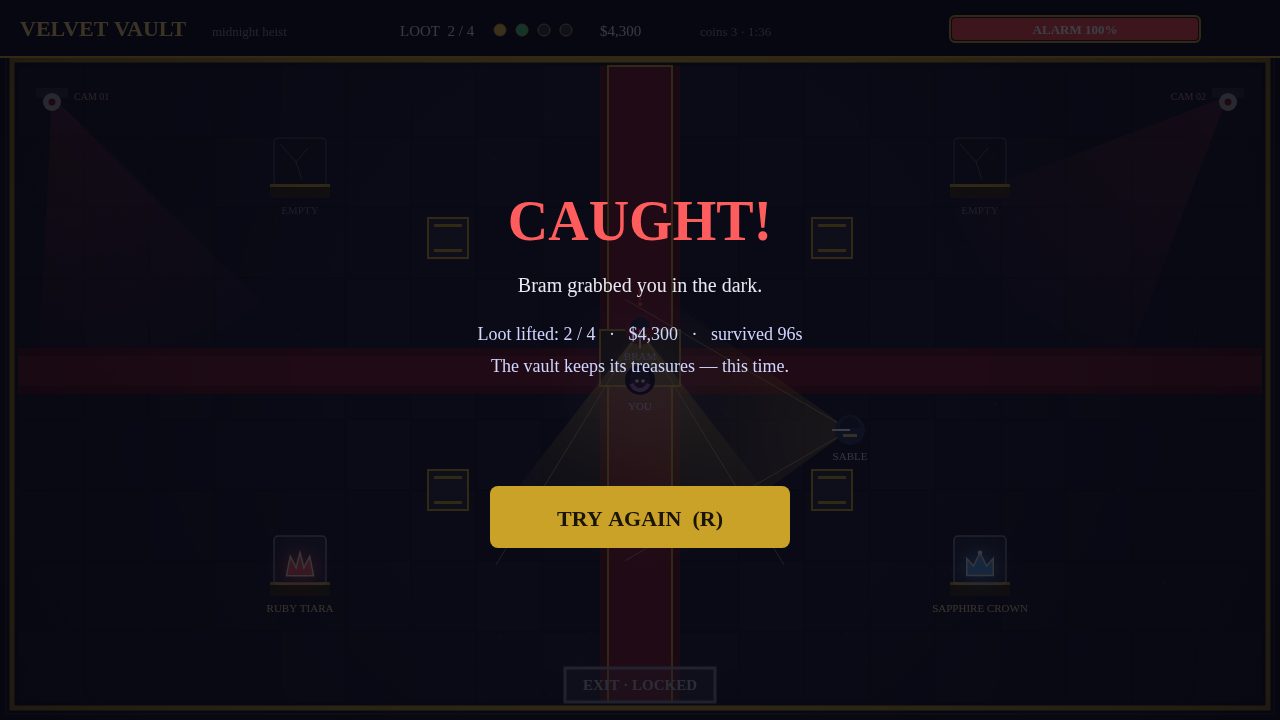 VELVET VAULT midnight heist LOOT 2 / 4 $4,300 coins 3 · 1:36 ALARM 100%
CAM 01 CAM 02
EMPTY EMPTY
CAUGHT!
Bram grabbed you in the dark.
Loot lifted: 2 / 4 · $4,300 · survived 96s
BRAM
The vault keeps its treasures — this time.
YOU
SABLE
TRY AGAIN (R)
RUBY TIARA SAPPHIRE CROWN
EXIT · LOCKED